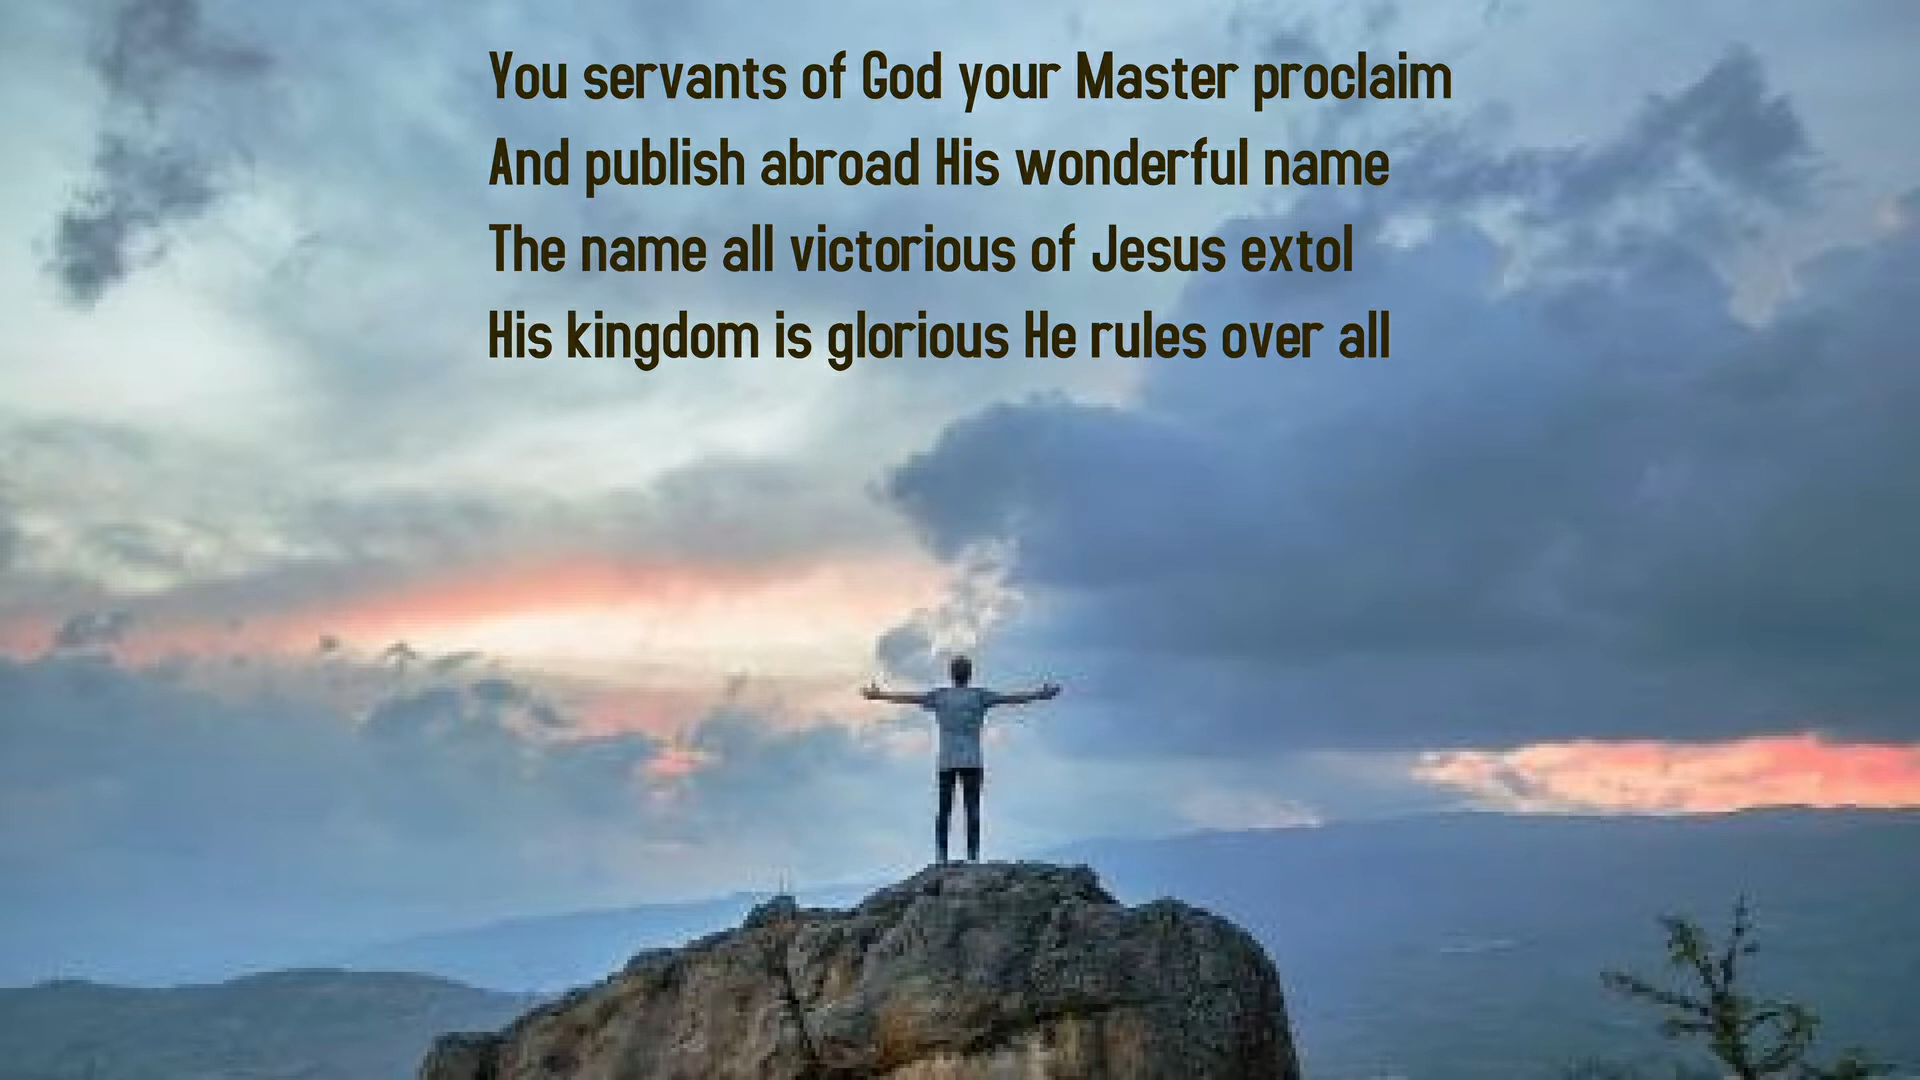 You servants of God your Master proclaim
And publish abroad His wonderful name
The name all victorious of Jesus extol
His kingdom is glorious He rules over all